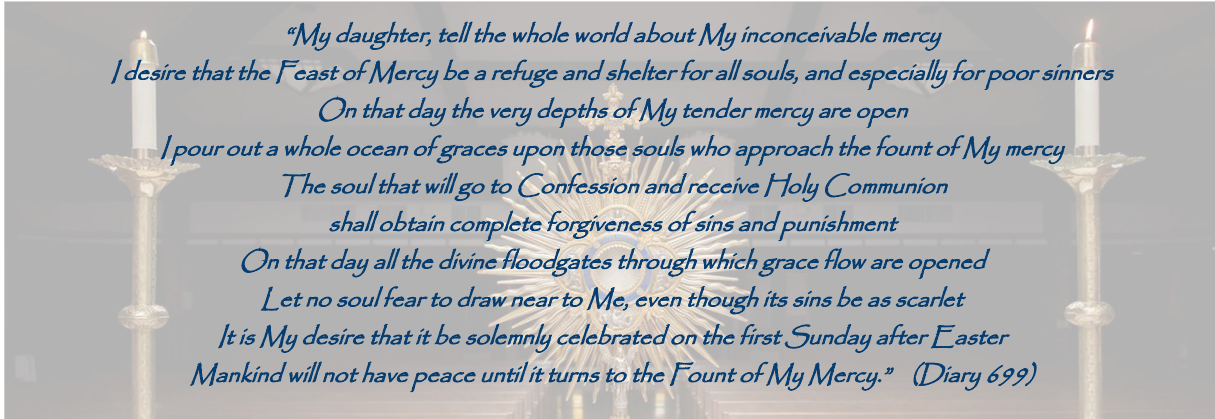 “My daughter, tell the whole world about My inconceivable mercy
I desire that the Feast of Mercy be a refuge and shelter for all souls, and especially for poor sinners
On that day the very depths of My tender mercy are open
I pour out a whole ocean of graces upon those souls who approach the fount of My mercy
The soul that will go to Confession and receive Holy Communion
shall obtain complete forgiveness of sins and punishment
On that day all the divine floodgates through which grace flow are opened
Let no soul fear to draw near to Me, even though its sins be as scarlet
It is My desire that it be solemnly celebrated on the first Sunday after Easter
Mankind will not have peace until it turns to the Fount of My Mercy.” (Diary 699)